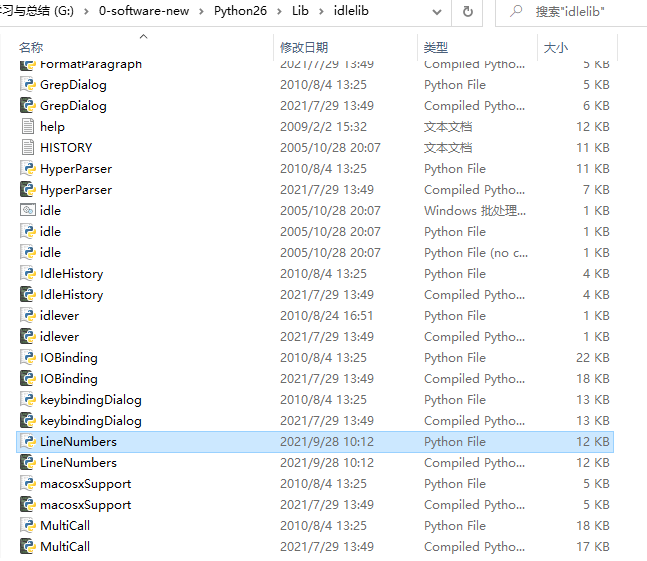 学习与总结 (G:) > 0-software-new > Python26 > Lib > idlelib 搜索"idlelib"
名称 修改日期 类型 大小
FormatParagraph 2021/7/29 13:49 Compiled Pytho... 5 KB
GrepDialog 2010/8/4 13:25 Python File 5 KB
GrepDialog 2021/7/29 13:49 Compiled Pytho... 6 KB
help 2009/2/2 15:32 文本文档 12 KB
HISTORY 2005/10/28 20:07 文本文档 11 KB
HyperParser 2010/8/4 13:25 Python File 11 KB
HyperParser 2021/7/29 13:49 Compiled Pytho... 7 KB
idle 2005/10/28 20:07 Windows 批处理... 1 KB
idle 2005/10/28 20:07 Python File 1 KB
idle 2005/10/28 20:07 Python File (no c... 1 KB
IdleHistory 2010/8/4 13:25 Python File 4 KB
IdleHistory 2021/7/29 13:49 Compiled Pytho... 4 KB
idlever 2010/8/24 16:51 Python File 1 KB
idlever 2021/7/29 13:49 Compiled Pytho... 1 KB
IOBinding 2010/8/4 13:25 Python File 22 KB
IOBinding 2021/7/29 13:49 Compiled Pytho... 18 KB
keybindingDialog 2010/8/4 13:25 Python File 13 KB
keybindingDialog 2021/7/29 13:49 Compiled Pytho... 13 KB
LineNumbers 2021/9/28 10:12 Python File 12 KB
LineNumbers 2021/9/28 10:12 Compiled Pytho... 12 KB
macosxSupport 2010/8/4 13:25 Python File 5 KB
macosxSupport 2021/7/29 13:49 Compiled Pytho... 5 KB
MultiCall 2010/8/4 13:25 Python File 18 KB
MultiCall 2021/7/29 13:49 Compiled Pytho... 17 KB